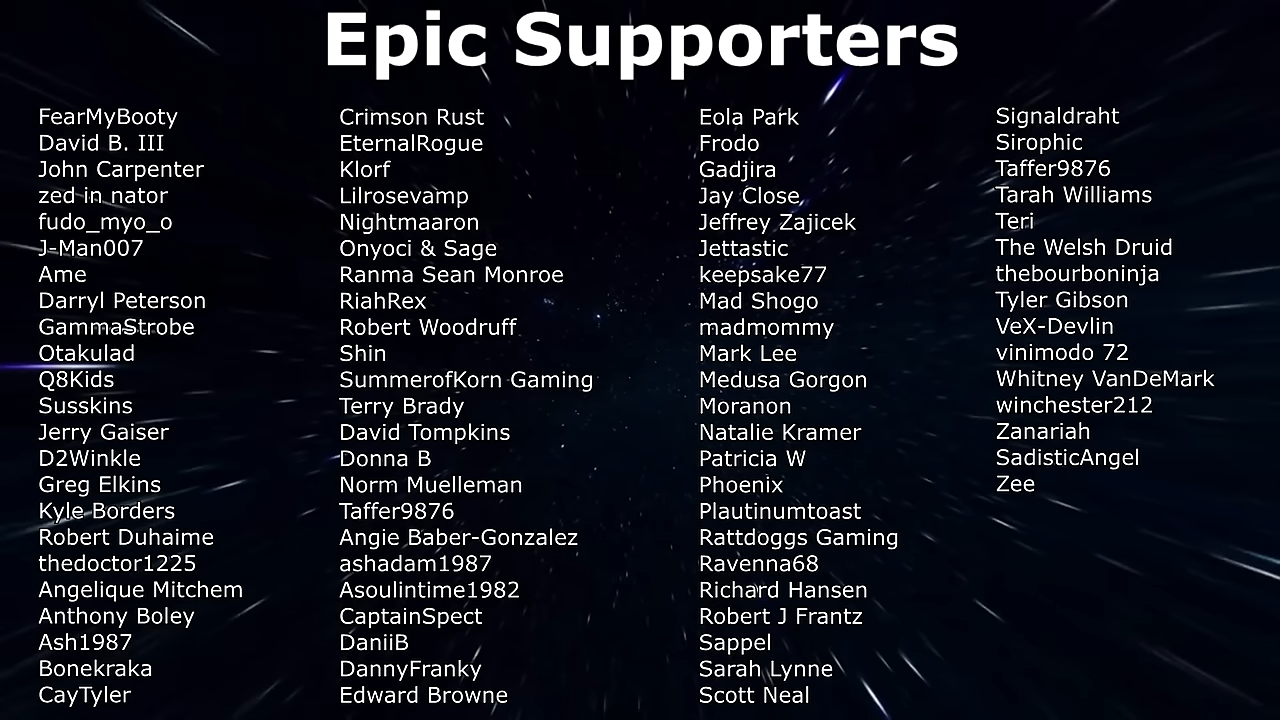 Epic Supporters
FearMyBooty
David B. III
John Carpenter
zed in nator
fudo_myo_o
J-Man007
Ame
Darryl Peterson
GammaStrobe
Otakulad
Q8Kids
Susskins
Jerry Gaiser
D2Winkle
Greg Elkins
Kyle Borders
Robert Duhaime
thedoctor1225
Angelique Mitchem
Anthony Boley
Ash1987
Bonekraka
CayTyler
Crimson Rust
EternalRogue
Klorf
Lilrosevamp
Nightmaaron
Onyoci & Sage
Ranma Sean Monroe
RiahRex
Robert Woodruff
Shin
SummerofKorn Gaming
Terry Brady
David Tompkins
Donna B
Norm Muelleman
Taffer9876
Angie Baber-Gonzalez
ashadam1987
Asoulintime1982
CaptainSpect
DaniiB
DannyFranky
Edward Browne
Eola Park
Frodo
Gadjira
Jay Close
Jeffrey Zajicek
Jettastic
keepsake77
Mad Shogo
madmommy
Mark Lee
Medusa Gorgon
Moranon
Natalie Kramer
Patricia W
Phoenix
Plautinumtoast
Rattdoggs Gaming
Ravenna68
Richard Hansen
Robert J Frantz
Sappel
Sarah Lynne
Scott Neal
Signaldraht
Sirophic
Taffer9876
Tarah Williams
Teri
The Welsh Druid
thebourboninja
Tyler Gibson
VeX-Devlin
vinimodo 72
Whitney VanDeMark
winchester212
Zanariah
SadisticAngel
Zee